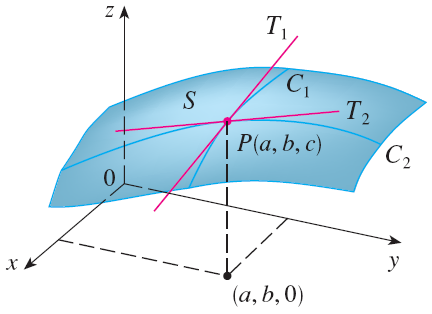 z
T₁
C₁
S
T₂
P(a, b, c)
C₂
0
x
y
(a, b, 0)